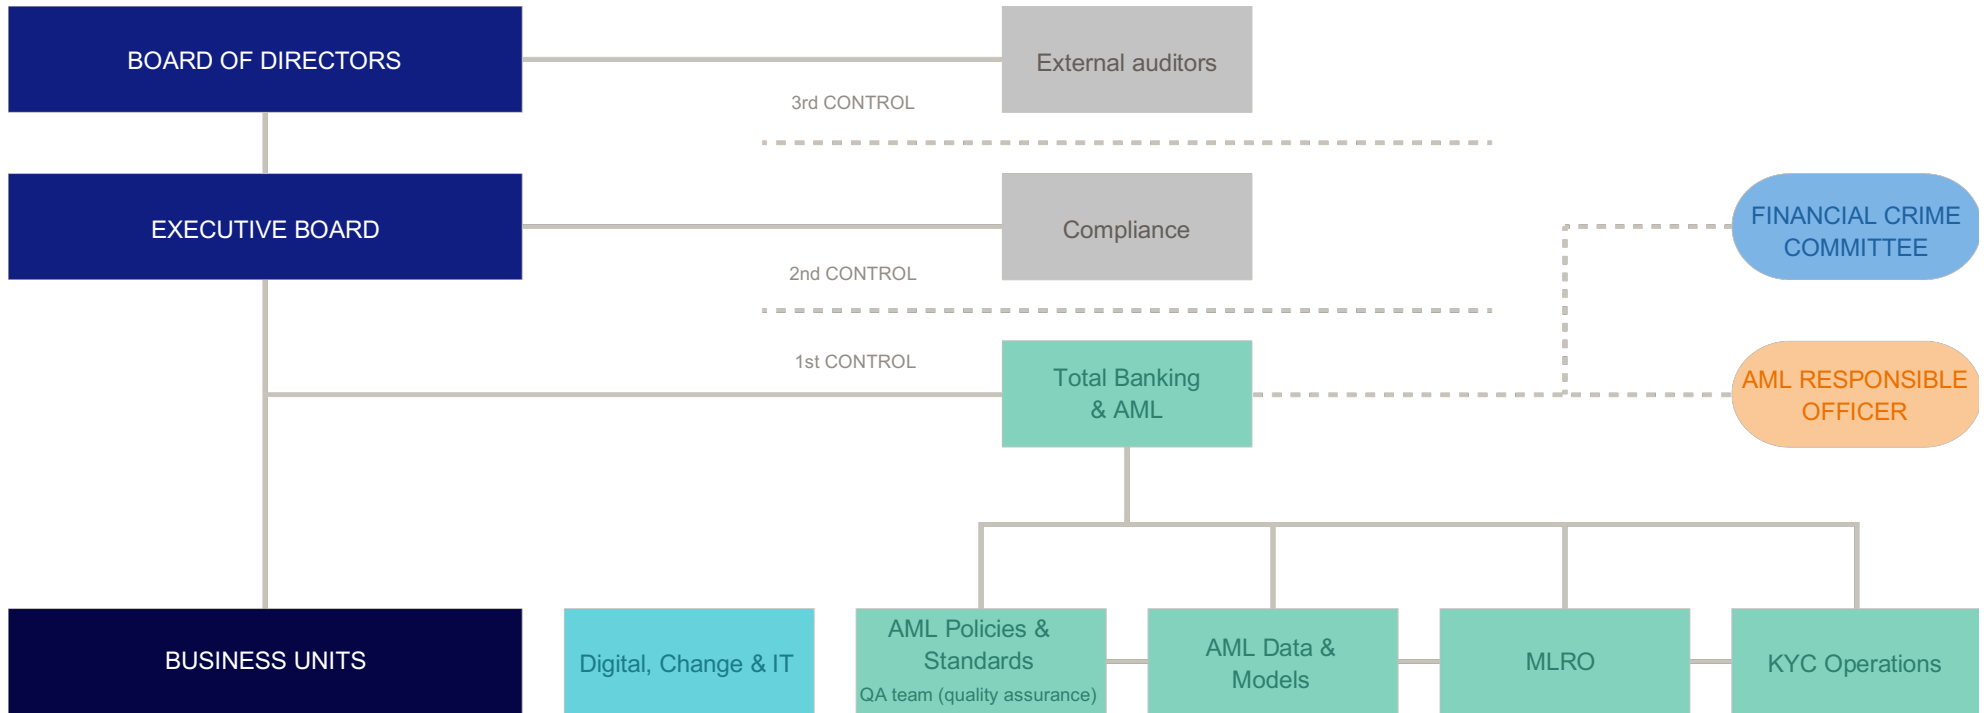 BOARD OF DIRECTORS
External auditors
3rd CONTROL
EXECUTIVE BOARD
Compliance
FINANCIAL CRIME
COMMITTEE
2nd CONTROL
1st CONTROL
Total Banking
& AML
AML RESPONSIBLE
OFFICER
BUSINESS UNITS
Digital, Change & IT
AML Policies &
Standards
QA team (quality assurance)
AML Data &
Models
MLRO
KYC Operations